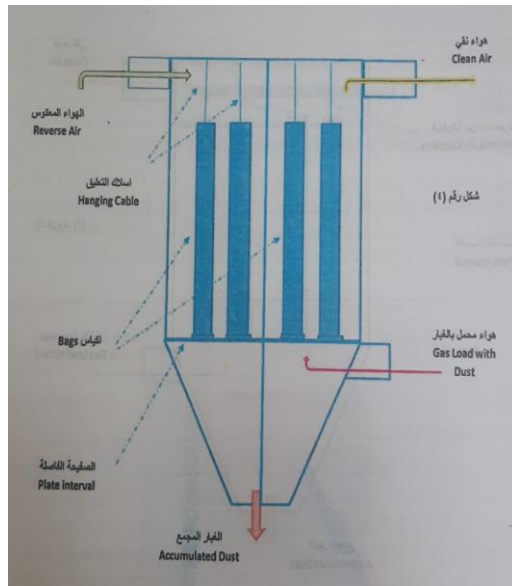 هواء نقي
Clean Air
الهواء المعكوس
Reverse Air
اسلاك التعليق
Hanging Cable
شكل رقم (٤)
هواء محمل بالغبار
Gas Load with
Dust
اكياس Bags
الصفيحة الفاصلة
Plate interval
الغبار المجمع
Accumulated Dust